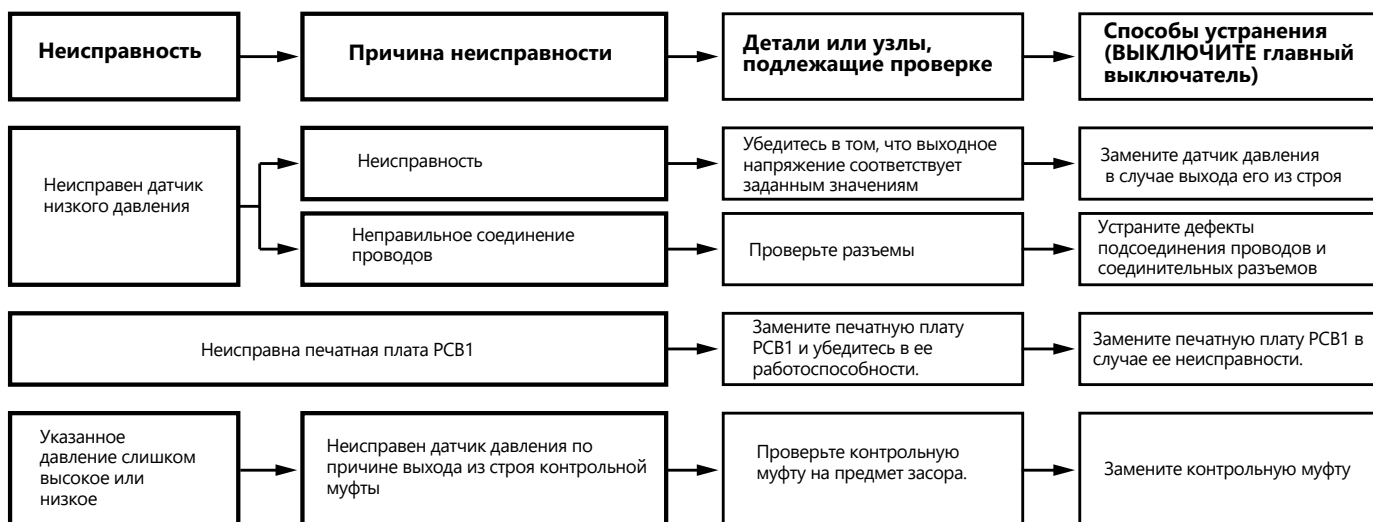 Неисправность
Причина неисправности
Детали или узлы,
подлежащие проверке
Способы устранения
(ВЫКЛЮЧИТЕ главный
выключатель)
Неисправен датчик
низкого давления
Неисправность
Убедитесь в том, что выходное
напряжение соответствует
заданным значениям
Замените датчик давления
в случае выхода его из строя
Неправильное соединение
проводов
Проверьте разъемы
Устраните дефекты
подсоединения проводов и
соединительных разъемов
Неисправна печатная плата PCB1
Замените печатную плату
PCB1 и убедитесь в ее
работоспособности.
Замените печатную плату PCB1 в
случае ее неисправности.
Указанное
давление слишком
высокое или
низкое
Неисправен датчик давления по
причине выхода из строя контрольной
муфты
Проверьте контрольную
муфту на предмет засора.
Замените контрольную муфту